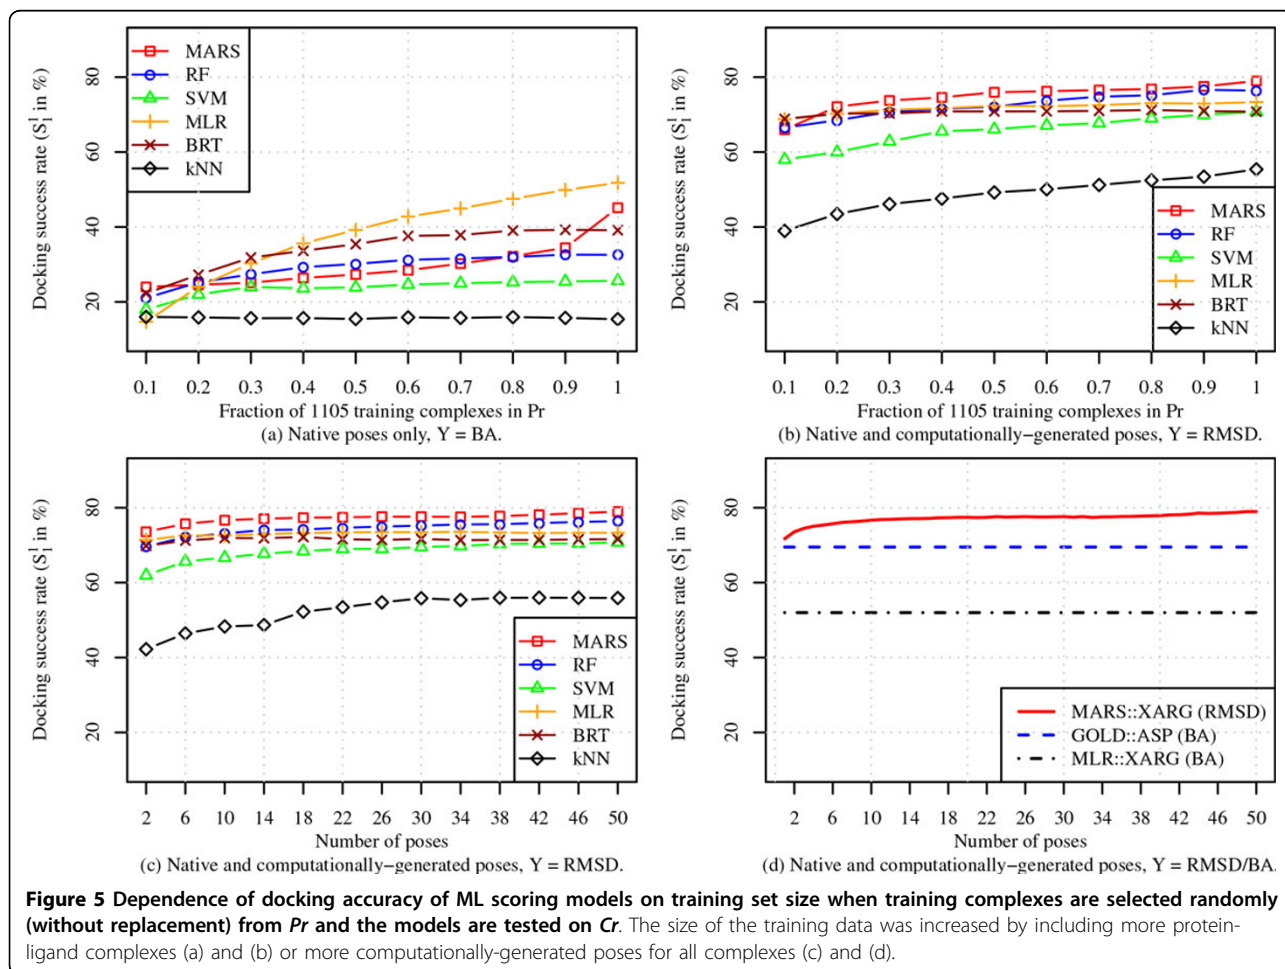 MARS
RF
SVM
MLR
BRT
kNN
Docking success rate (S¹₁ in %)
20 40 60 80
0.1 0.2 0.3 0.4 0.5 0.6 0.7 0.8 0.9 1
Fraction of 1105 training complexes in Pr
(a) Native poses only, Y = BA.
MARS
RF
SVM
MLR
BRT
kNN
Docking success rate (S¹₁ in %)
20 40 60 80
0.1 0.2 0.3 0.4 0.5 0.6 0.7 0.8 0.9 1
Fraction of 1105 training complexes in Pr
(b) Native and computationally−generated poses, Y = RMSD.
MARS
RF
SVM
MLR
BRT
kNN
Docking success rate (S¹₁ in %)
20 40 60 80
2 6 10 14 18 22 26 30 34 38 42 46 50
Number of poses
(c) Native and computationally−generated poses, Y = RMSD.
MARS::XARG (RMSD)
GOLD::ASP (BA)
MLR::XARG (BA)
Docking success rate (S¹₁ in %)
20 40 60 80
2 6 10 14 18 22 26 30 34 38 42 46 50
Number of poses
(d) Native and computationally−generated poses, Y = RMSD/BA.
Figure 5 Dependence of docking accuracy of ML scoring models on training set size when training complexes are selected randomly
(without replacement) from Pr and the models are tested on Cr. The size of the training data was increased by including more protein-
ligand complexes (a) and (b) or more computationally-generated poses for all complexes (c) and (d).